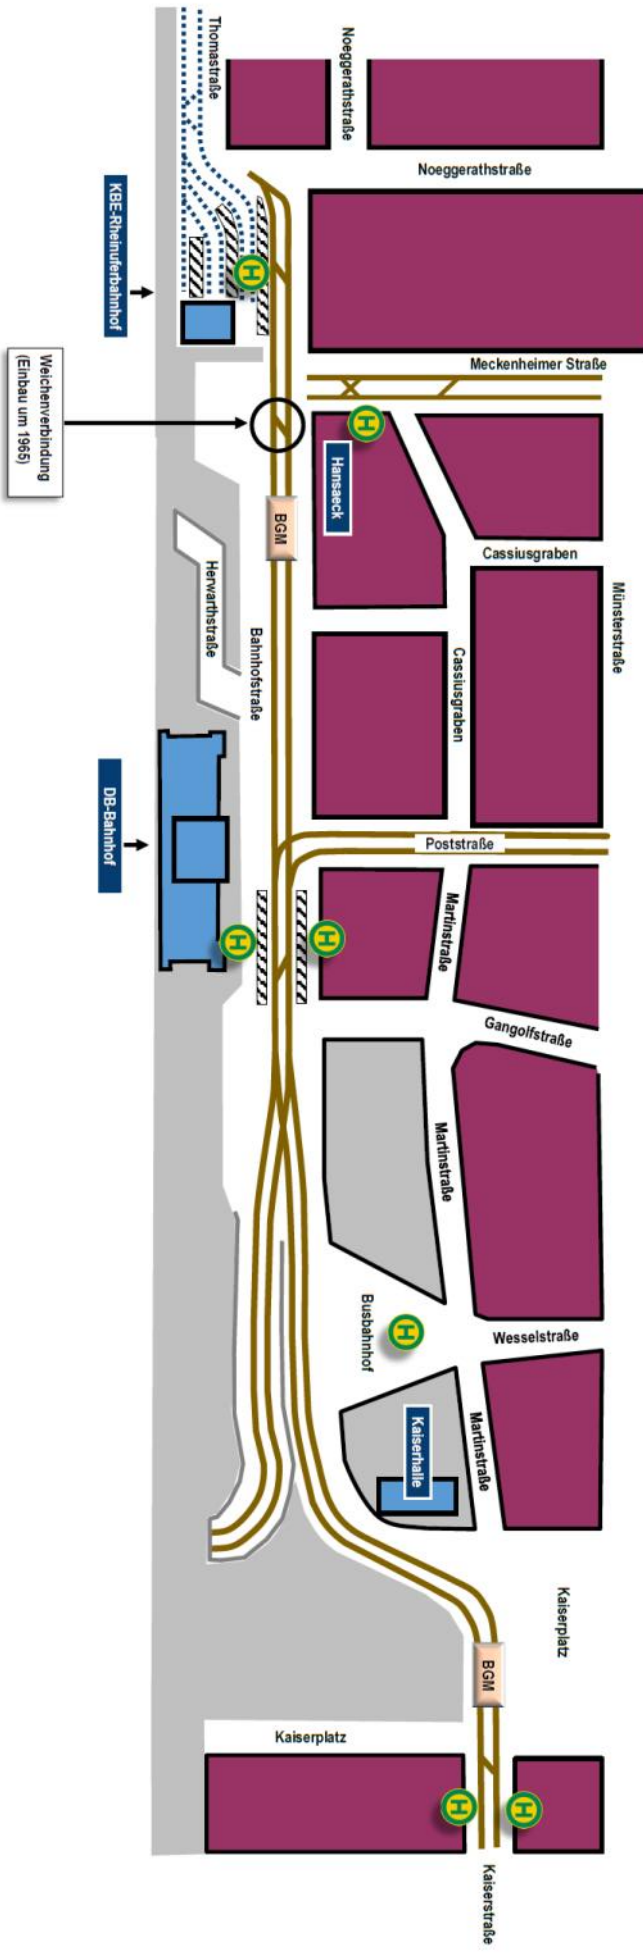 Thomastraße
Noeggerathstraße
Noeggerathstraße
KBE-Rheinuferbahnhof
H
Meckenheimer Straße
Weichenverbindung
(Einbau um 1965)
H
Hansaeck
BGM
Cassiusgraben
Münsterstraße
Herwarthstraße
Bahnhofstraße
Cassiusgraben
DB-Bahnhof
Poststraße
H
H
Martinstraße
Gangolfstraße
Martinstraße
Busbahnhof
H
Wesselstraße
Kaiserhalle
Martinstraße
Kaiserplatz
BGM
Kaiserplatz
H
H
Kaiserstraße